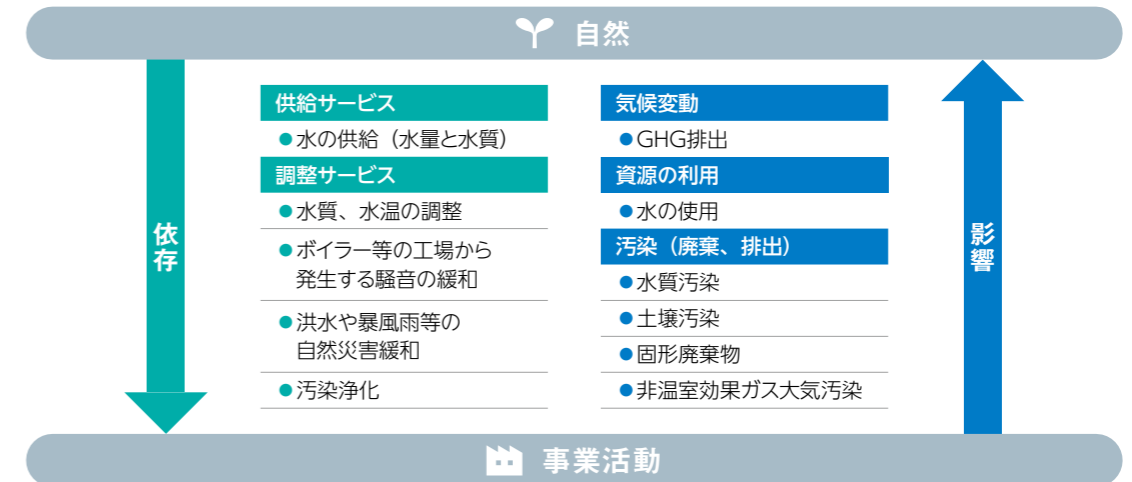 自然
依存
供給サービス
●水の供給（水量と水質）
調整サービス
●水質、水温の調整
●ボイラー等の工場から
発生する騒音の緩和
●洪水や暴風雨等の
自然災害緩和
●汚染浄化
気候変動
●GHG排出
資源の利用
●水の使用
汚染（廃棄、排出）
●水質汚染
●土壌汚染
●固形廃棄物
●非温室効果ガス大気汚染
影響
事業活動